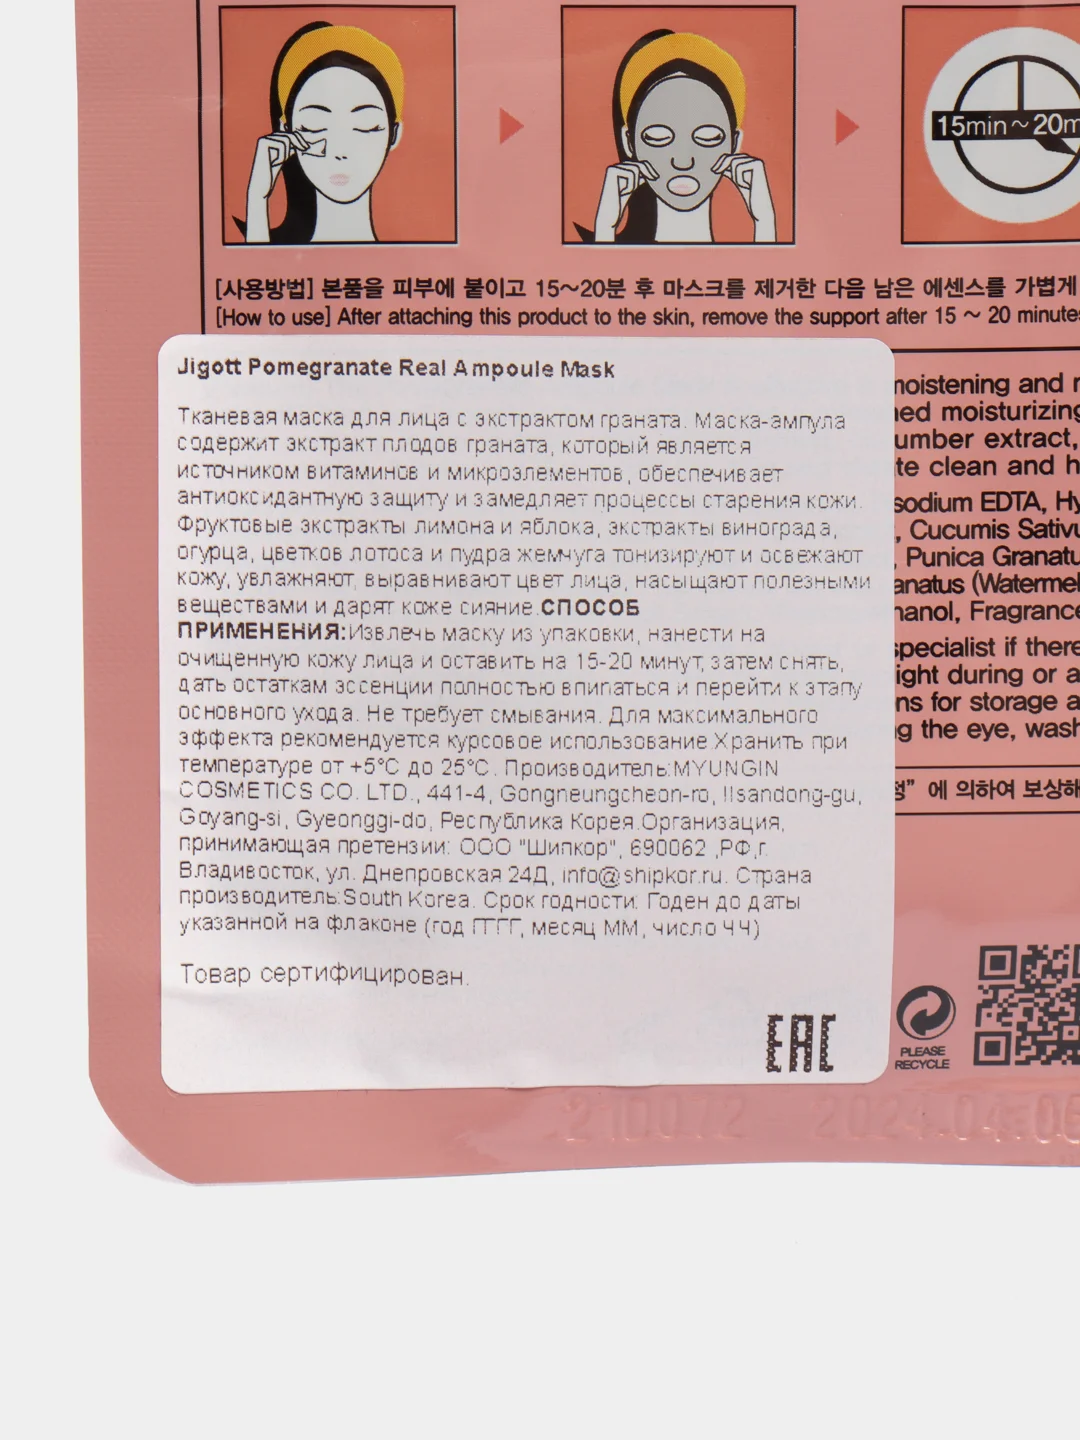 15min~20m
[사용방법] 본품을 피부에 붙이고 15~20분 후 마스크를 제거한 다음 남은 에센스를 가볍게
[How to use] After attaching this product to the skin, remove the support after 15 ~ 20 minutes
Jigott Pomegranate Real Ampoule Mask
Тканевая маска для лица с экстрактом граната. Маска-ампула
содержит экстракт плодов граната, который является
источником витаминов и микроэлементов, обеспечивает
антиоксидантную защиту и замедляет процессы старения кожи.
Фруктовые экстракты лимона и яблока, экстракты винограда,
огурца, цветков лотоса и пудра жемчуга тонизируют и освежают
кожу, увлажняют, выравнивают цвет лица, насыщают полезными
веществами и дарят коже сияние.СПОСОБ
ПРИМЕНЕНИЯ:Извлечь маску из упаковки, нанести на
очищенную кожу лица и оставить на 15-20 минут, затем снять,
дать остаткам эссенции полностью впитаться и перейти к этапу
основного ухода. Не требует смывания. Для максимального
эффекта рекомендуется курсовое использование.Хранить при
температуре от +5°C до 25°C. Производитель:MYUNGIN
COSMETICS CO. LTD., 441-4, Gongneungcheon-ro, Ilsandong-gu,
Goyang-si, Gyeonggi-do, Республика Корея.Организация,
принимающая претензии: ООО "Шипкор", 690062 ,РФ,г.
Владивосток, ул. Днепровская 24Д, info@shipkor.ru. Страна
производитель:South Korea. Срок годности: Годен до даты
указанной на флаконе (год ГГГГ, месяц ММ, число ЧЧ)
Товар сертифицирован.
EAC
moistening and
ned moisturizing
umber extract,
te clean and h
sodium EDTA, Hy
, Cucumis Sativu
, Punica Granatu
anatus (Watermel
hanol, Fragrance
specialist if there
ight during or a
ns for storage a
g the eye, wash
정” 에 의하여 보상해
PLEASE
RECYCLE
21D072 2024.04.06